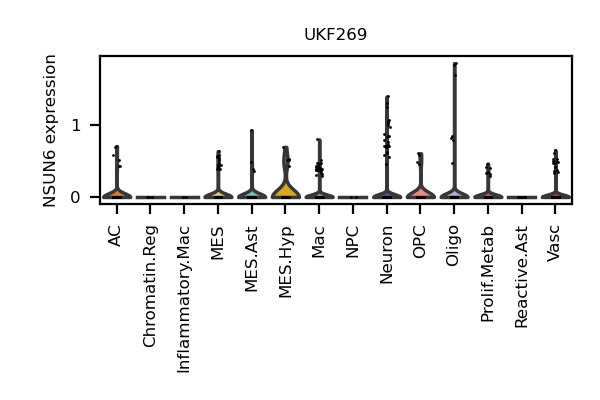 UKF269
NSUN6 expression
1
0
AC
Chromatin.Reg
Inflammatory.Mac
MES
MES.Ast
MES.Hyp
Mac
NPC
Neuron
OPC
Oligo
Prolif.Metab
Reactive.Ast
Vasc